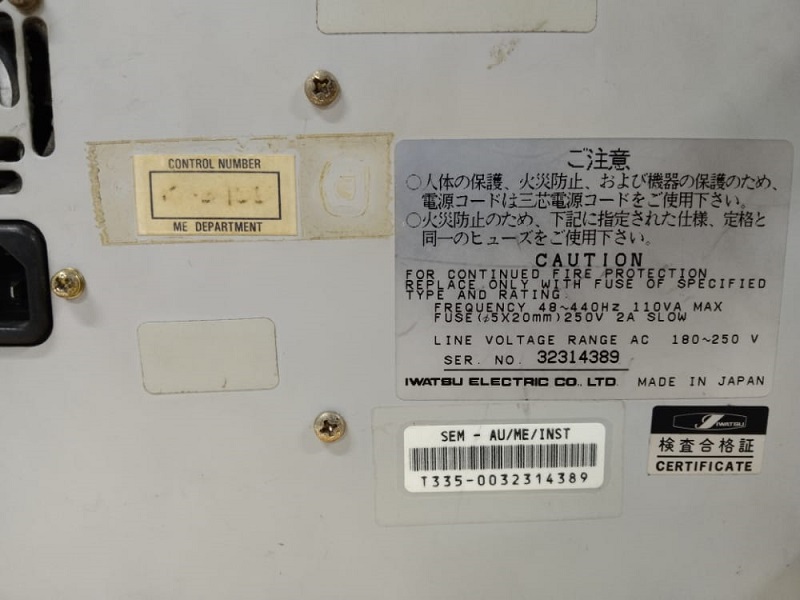 CONTROL NUMBER
ME DEPARTMENT
ご注意
○人体の保護、火災防止、および機器の保護のため、
電源コードは三芯電源コードをご使用下さい。
○火災防止のため、下記に指定された仕様、定格と
同一のヒューズをご使用下さい。
CAUTION
FOR CONTINUED FIRE PROTECTION
REPLACE ONLY WITH FUSE OF SPECIFIED
TYPE AND RATING
FREQUENCY 48~440Hz 110VA MAX
FUSE(φ5X20mm)250V 2A SLOW
LINE VOLTAGE RANGE AC 180~250 V
SER. NO. 32314389
IWATSU ELECTRIC CO., LTD. MADE IN JAPAN
SEM - AU/ME/INST
T335-0032314389
IWATSU
検査合格証
CERTIFICATE